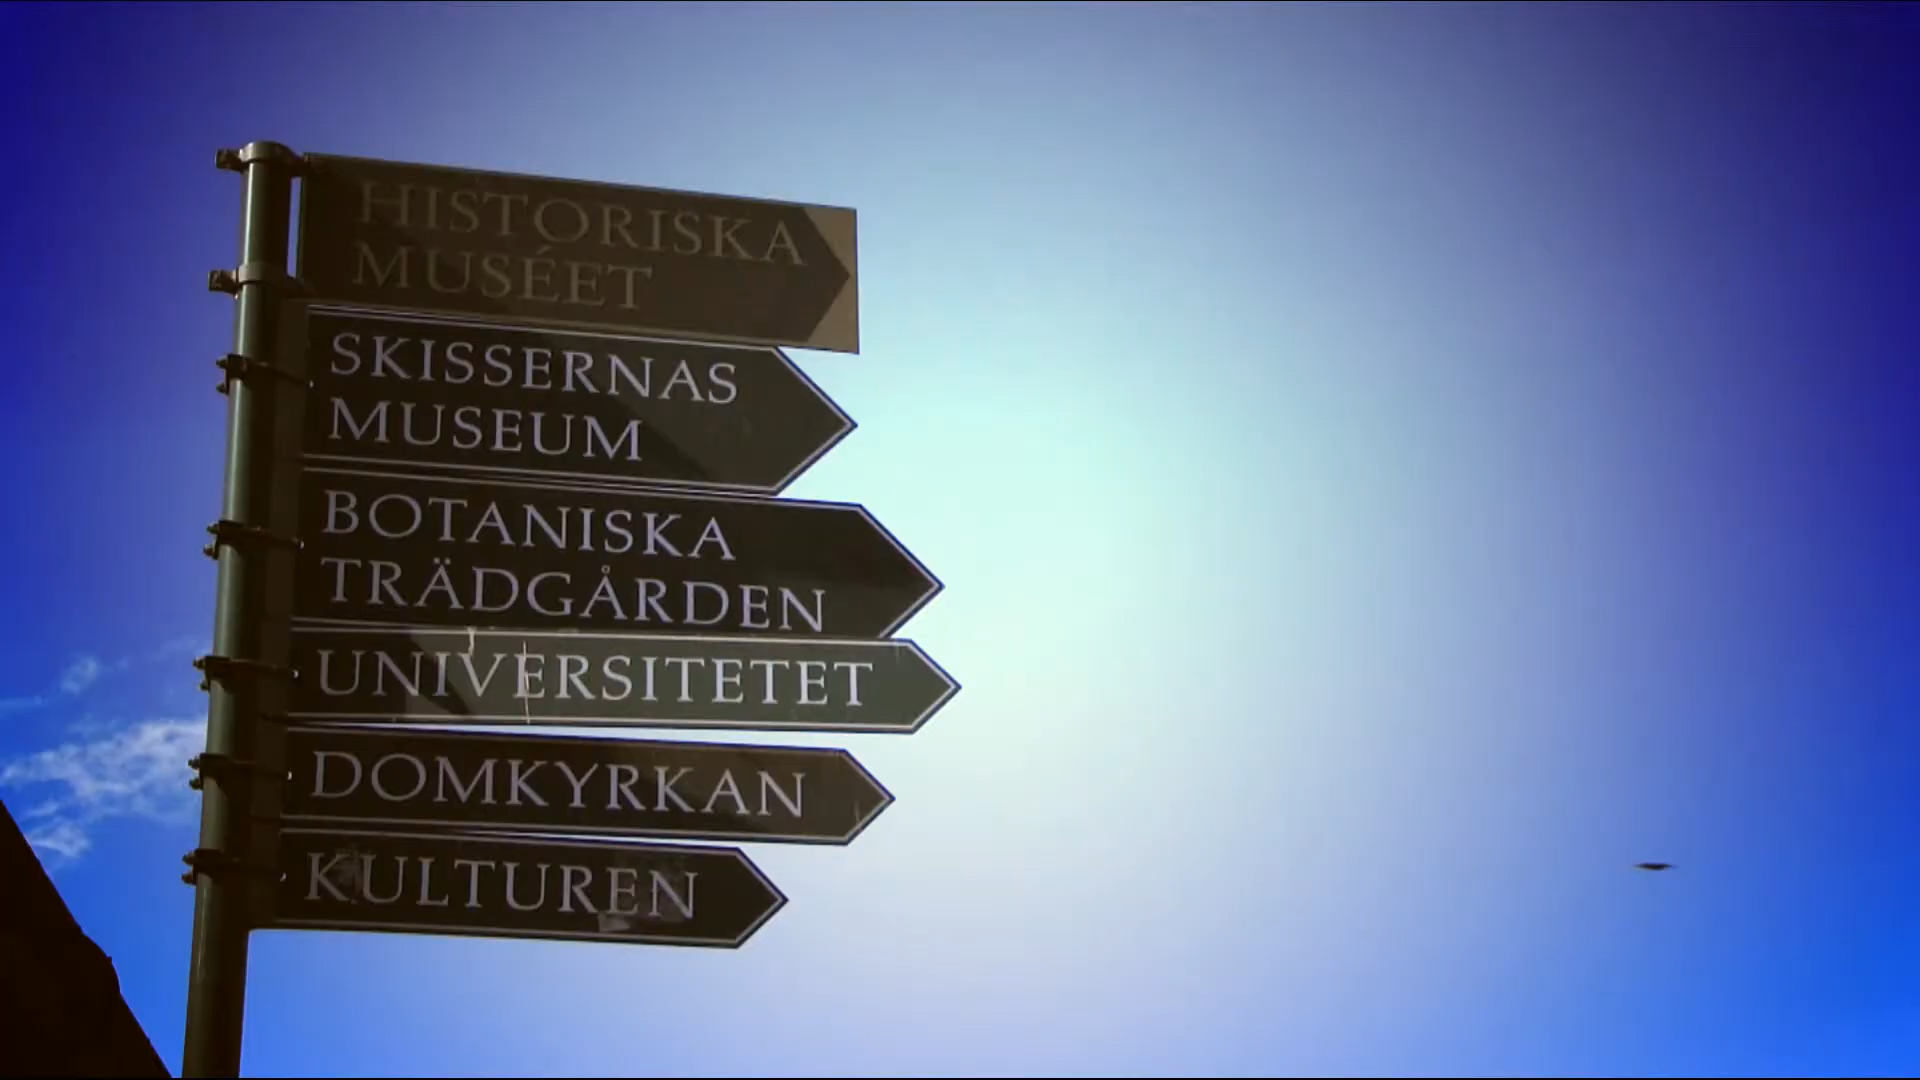 HISTORISKA
MUSÉET
SKISSERNAS
MUSEUM
BOTANISKA
TRÄDGÅRDEN
UNIVERSITETET
DOMKYRKAN
KULTUREN